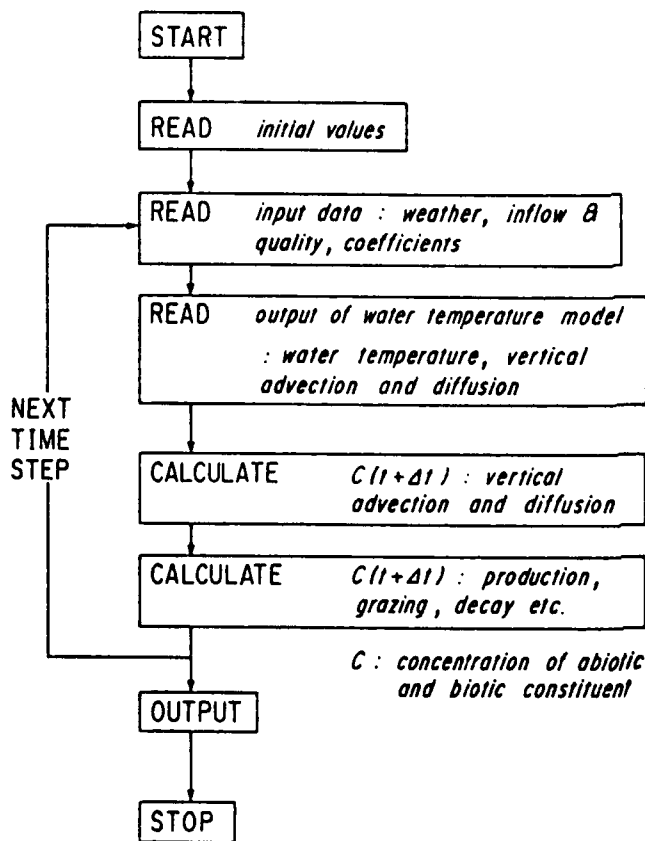 START
READ initial values
READ input data : weather, inflow &
quality, coefficients
READ output of water temperature model
: water temperature, vertical
advection and diffusion
NEXT
TIME
STEP
CALCULATE C(t+Δt) : vertical
advection and diffusion
CALCULATE C(t+Δt) : production,
grazing, decay etc.
C : concentration of abiotic
and biotic constituent
OUTPUT
STOP